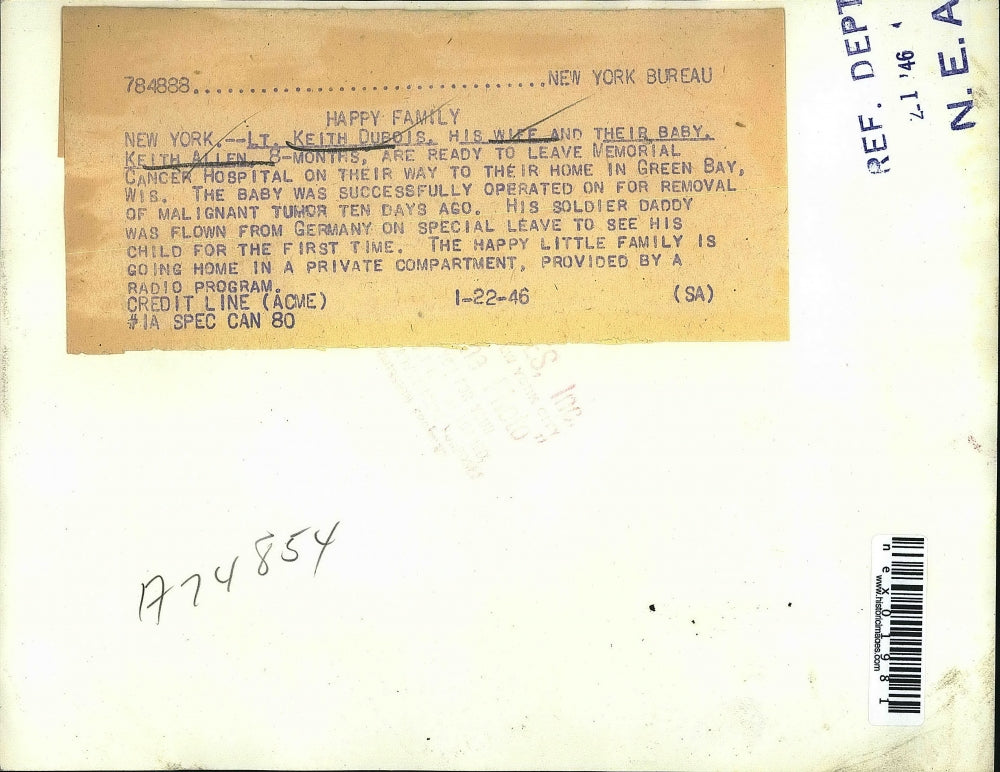 784888......................................NEW YORK BUREAU
HAPPY FAMILY
NEW YORK.--LT. KEITH DUBOIS, HIS WIFE AND THEIR BABY,
KEITH ALLEN, 8-MONTHS, ARE READY TO LEAVE MEMORIAL
CANCER HOSPITAL ON THEIR WAY TO THEIR HOME IN GREEN BAY,
WIS. THE BABY WAS SUCCESSFULLY OPERATED ON FOR REMOVAL
OF MALIGNANT TUMOR TEN DAYS AGO. HIS SOLDIER DADDY
WAS FLOWN FROM GERMANY ON SPECIAL LEAVE TO SEE HIS
CHILD FOR THE FIRST TIME. THE HAPPY LITTLE FAMILY IS
GOING HOME IN A PRIVATE COMPARTMENT, PROVIDED BY A
RADIO PROGRAM.
CREDIT LINE (ACME) 1-22-46 (SA)
#1A SPEC CAN 80
REF. DEPT
2-1 '46
N. E. A
S, Inc.
A74854
nex01981
www.historicimages.com